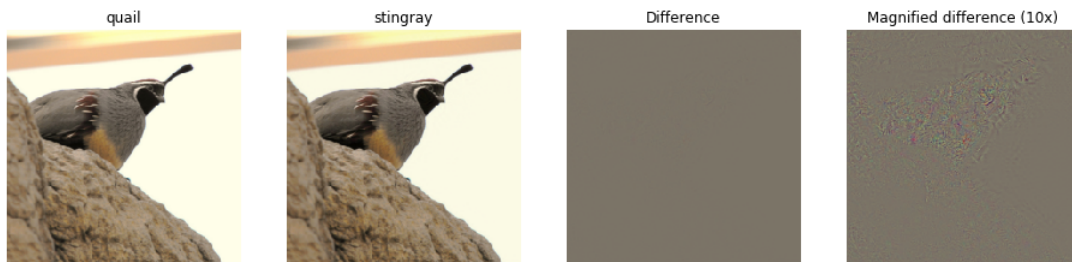 quail
stingray
Difference
Magnified difference (10x)